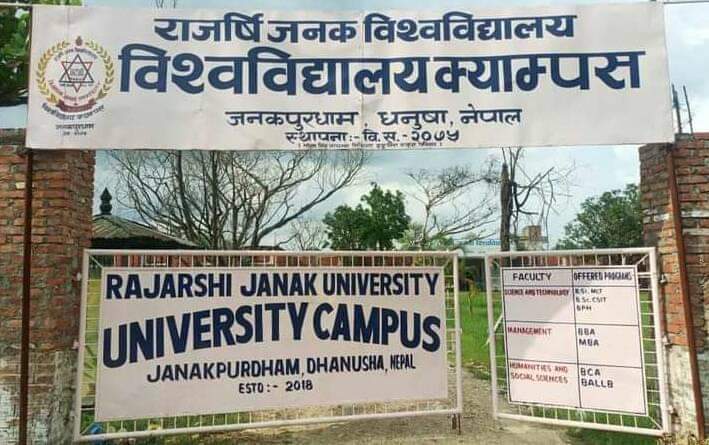 राजर्षि जनक विश्वविद्यालय
विश्वविद्यालय क्याम्पस
जनकपुरधाम, धनुषा, नेपाल
स्थापना:- वि.स.-२०७५
जनकपुरधाम
RAJARSHI JANAK UNIVERSITY
UNIVERSITY CAMPUS
JANAKPURDHAM, DHANUSHA, NEPAL
ESTD:- 2018
FACULTY OFFERED PROGRAMS
SCIENCE AND TECHNOLOGY
B.Sc. MLT
B.Sc. CSIT
BPH
MANAGEMENT
BBA
MBA
HUMANITIES AND
SOCIAL SCIENCES
BCA
BALLB